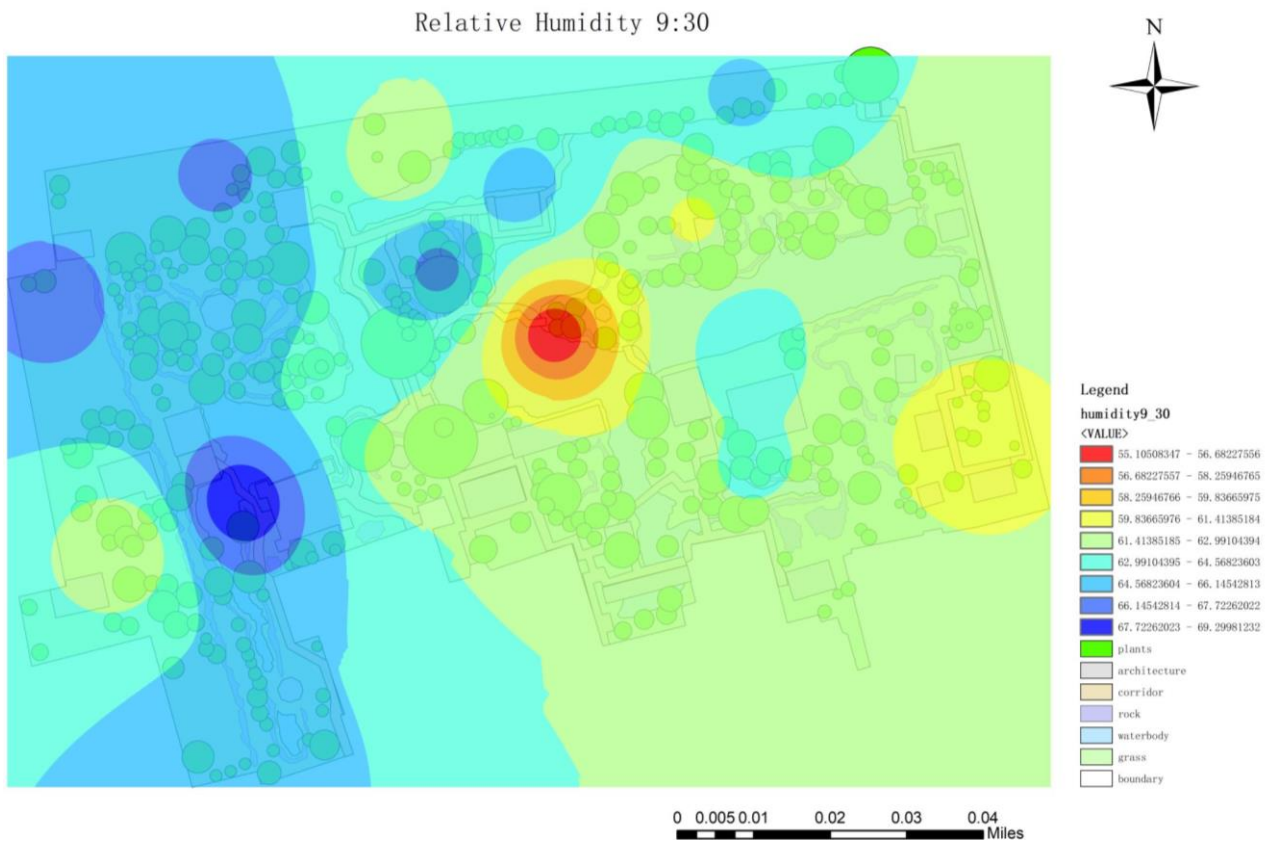 Relative Humidity 9:30
N
Legend
humidity9_30
<VALUE>
55.10508347 - 56.68227556
56.68227557 - 58.25946765
58.25946766 - 59.83665975
59.83665976 - 61.41385184
61.41385185 - 62.99104394
62.99104395 - 64.56823603
64.56823604 - 66.14542813
66.14542814 - 67.72262022
67.72262023 - 69.29981232
plants
architecture
corridor
rock
waterbody
grass
boundary
0 0.005 0.01 0.02 0.03 0.04
Miles